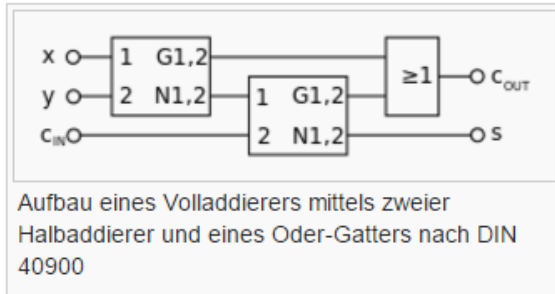 x 1 G1,2 ≥1 C_OUT
y 2 N1,2 1 G1,2
C_IN 2 N1,2 s
Aufbau eines Volladdierers mittels zweier
Halbaddierer und eines Oder-Gatters nach DIN
40900